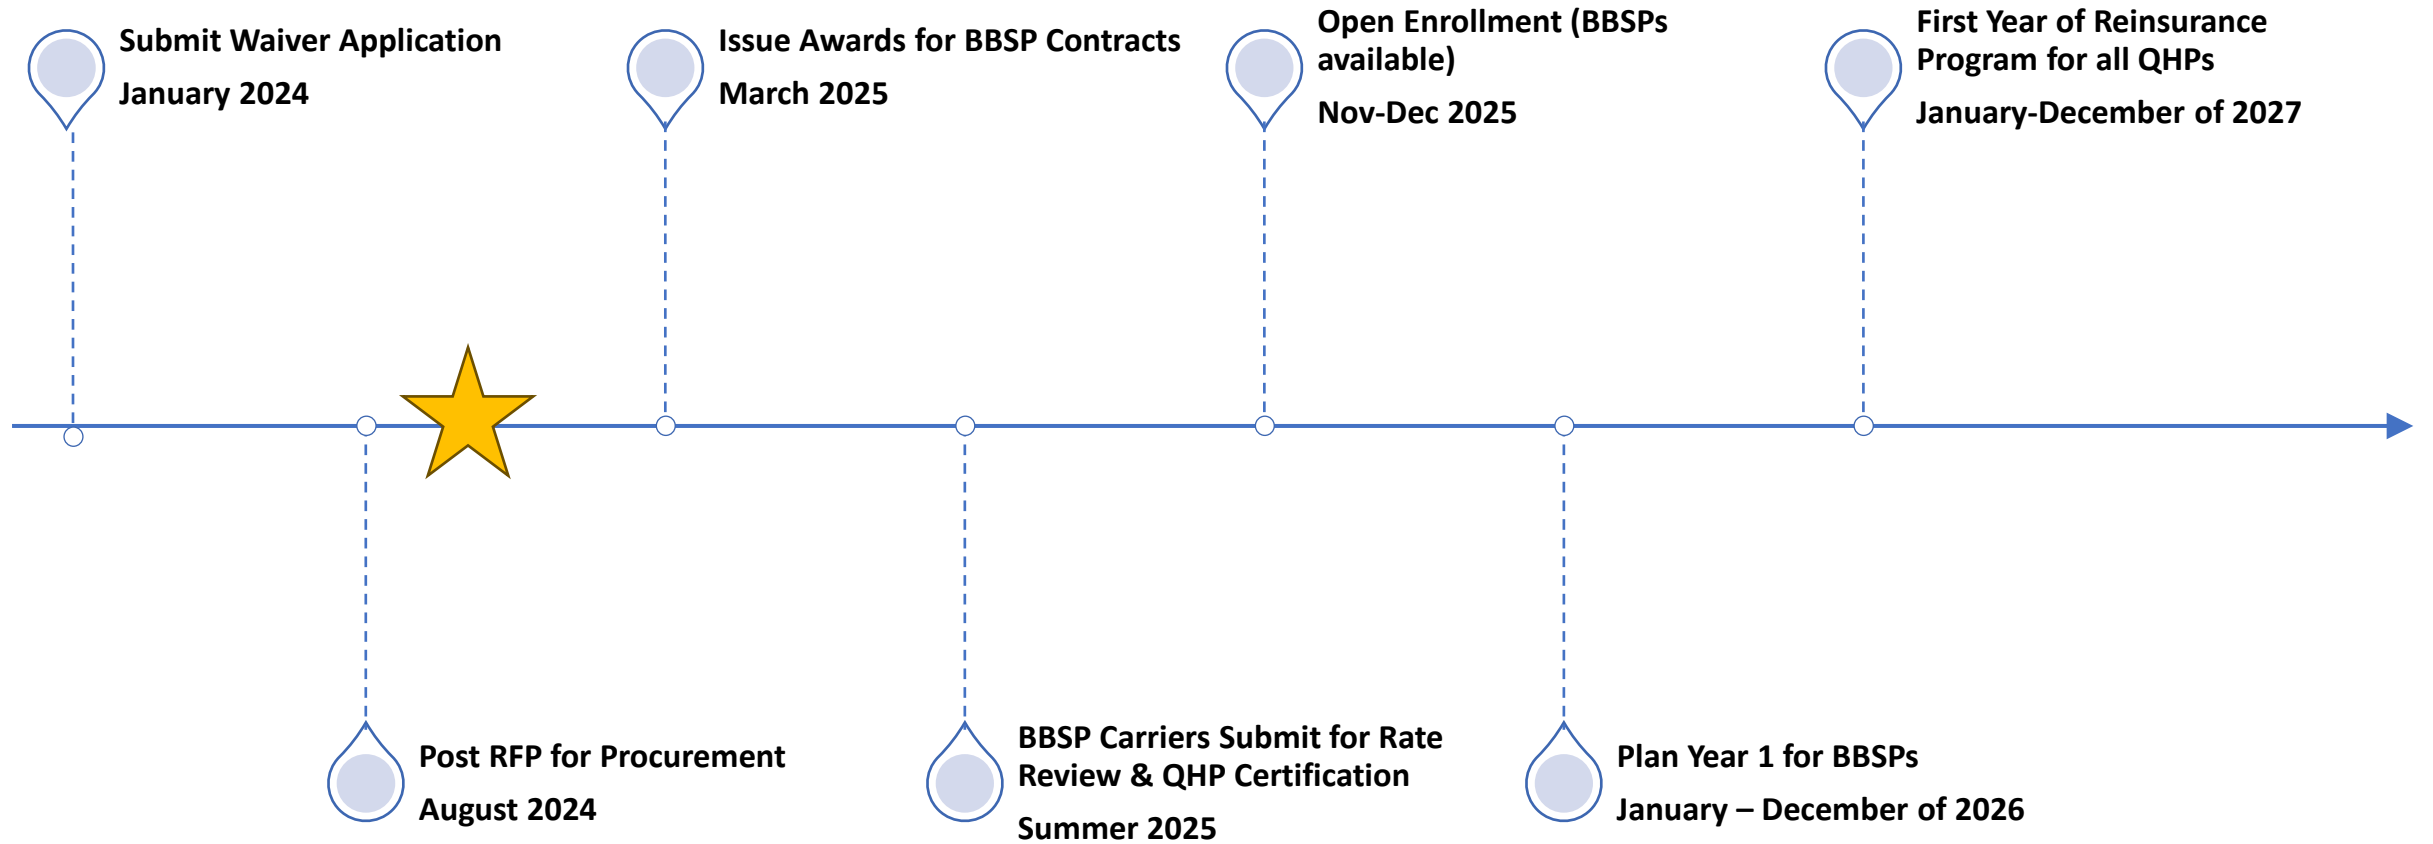 Submit Waiver Application
January 2024
Issue Awards for BBSP Contracts
March 2025
Open Enrollment (BBSPs
available)
Nov-Dec 2025
First Year of Reinsurance
Program for all QHPs
January-December of 2027
Post RFP for Procurement
August 2024
BBSP Carriers Submit for Rate
Review & QHP Certification
Summer 2025
Plan Year 1 for BBSPs
January – December of 2026